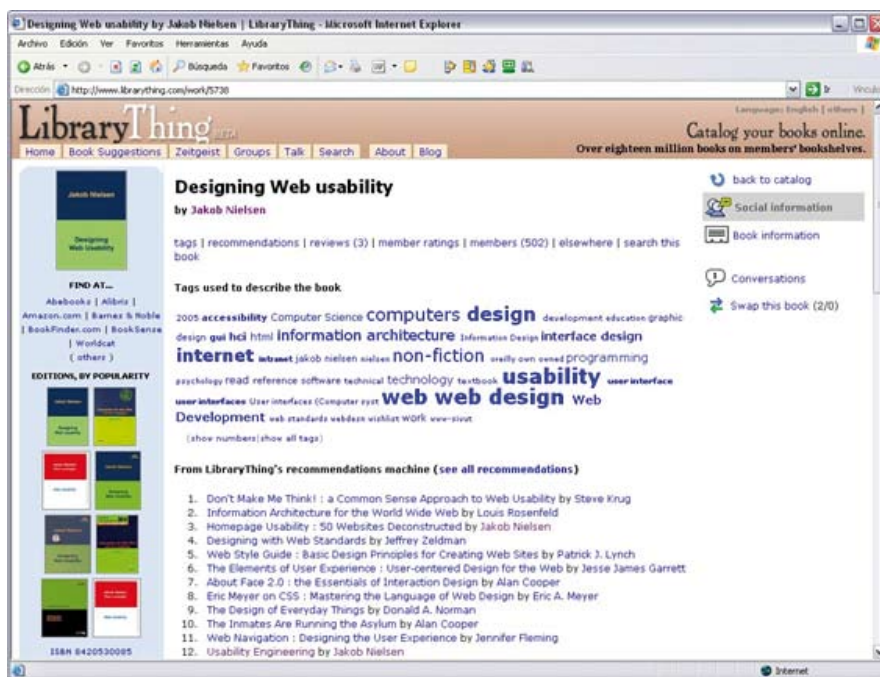 Designing Web usability by Jakob Nielsen | LibraryThing - Microsoft Internet Explorer
Archivo Edición Ver Favoritos Herramientas Ayuda
Atrás Búsqueda Favoritos
Dirección http://www.librarything.com/work/5738 Ir Vínculos
Language: English [ others ]
LibraryThing BETA
Catalog your books online.
Home Book Suggestions Zeitgeist Groups Talk Search About Blog
Over eighteen million books on members' bookshelves.
Jakob Nielsen
Designing
Web Usability
FIND AT...
Abebooks | Alibris |
Amazon.com | Barnes & Noble
| BookFinder.com | BookSense
| Worldcat
( others )
EDITIONS, BY POPULARITY
ISBN 8420530085
Designing Web usability
by Jakob Nielsen
tags | recommendations | reviews (3) | member ratings | members (502) | elsewhere | search this
book
Tags used to describe the book
2005 accessibility Computer Science computers design development education graphic
design gui hci html information architecture Information Design interface design
internet intranet jakob nielsen nielsen non-fiction oreilly own owned programming
psychology read reference software technical technology textbook usability user interface
user interfaces User interfaces (Computer syst web web design Web
Development web standards webdezn wishlist work www-sivut
(show numbers|show all tags)
From LibraryThing's recommendations machine (see all recommendations)
1. Don't Make Me Think! : a Common Sense Approach to Web Usability by Steve Krug
2. Information Architecture for the World Wide Web by Louis Rosenfeld
3. Homepage Usability : 50 Websites Deconstructed by Jakob Nielsen
4. Designing with Web Standards by Jeffrey Zeldman
5. Web Style Guide : Basic Design Principles for Creating Web Sites by Patrick J. Lynch
6. The Elements of User Experience : User-centered Design for the Web by Jesse James Garrett
7. About Face 2.0 : the Essentials of Interaction Design by Alan Cooper
8. Eric Meyer on CSS : Mastering the Language of Web Design by Eric A. Meyer
9. The Design of Everyday Things by Donald A. Norman
10. The Inmates Are Running the Asylum by Alan Cooper
11. Web Navigation : Designing the User Experience by Jennifer Fleming
12. Usability Engineering by Jakob Nielsen
back to catalog
Social information
Book information
Conversations
Swap this book (2/0)
Internet